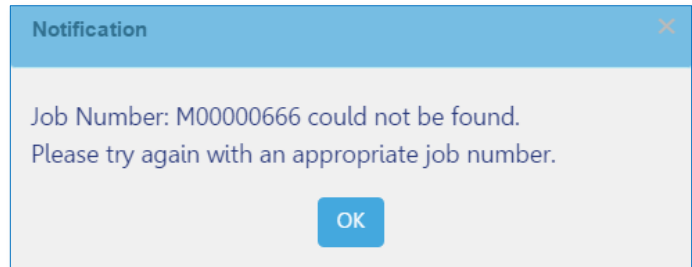 Notification
Job Number: M00000666 could not be found.
Please try again with an appropriate job number.
OK